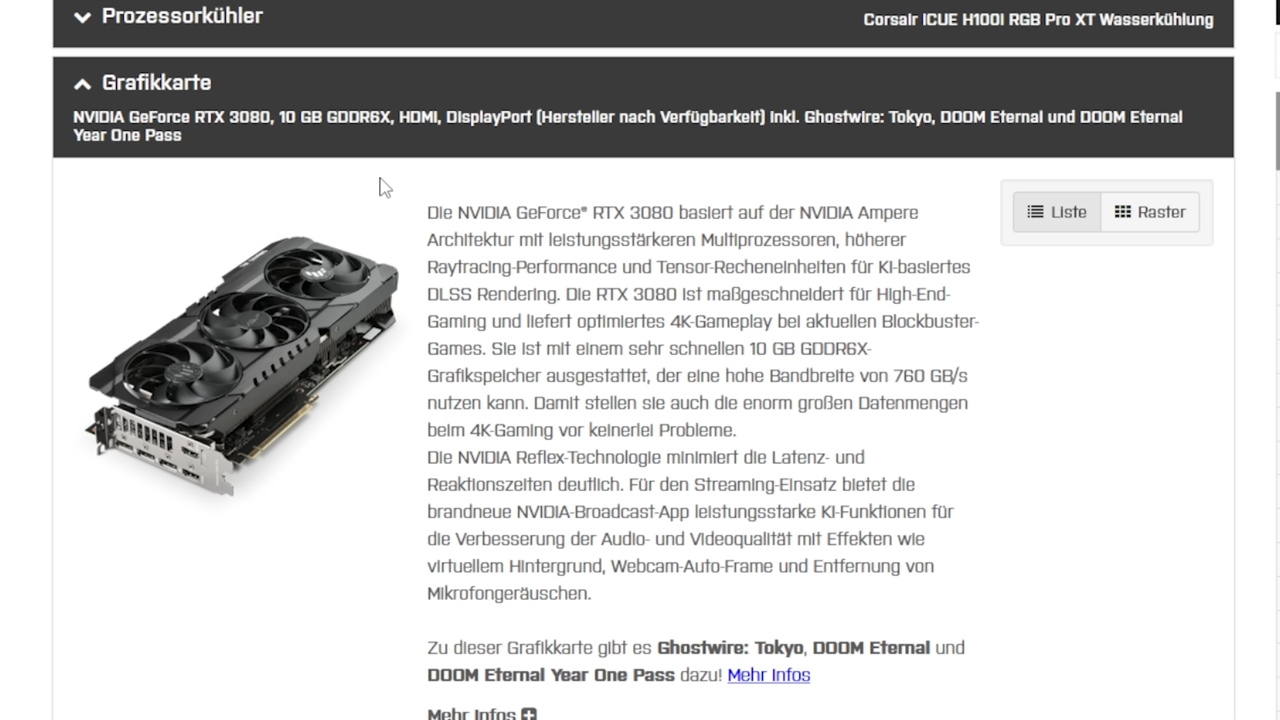 Prozessorkühler
Corsair iCUE H100i RGB Pro XT Wasserkühlung
Grafikkarte
NVIDIA GeForce RTX 3080, 10 GB GDDR6X, HDMI, DisplayPort (Hersteller nach Verfügbarkeit) inkl. Ghostwire: Tokyo, DOOM Eternal und DOOM Eternal
Year One Pass
Liste
Raster
Die NVIDIA GeForce® RTX 3080 basiert auf der NVIDIA Ampere
Architektur mit leistungsstärkeren Multiprozessoren, höherer
Raytracing-Performance und Tensor-Recheneinheiten für KI-basiertes
DLSS Rendering. Die RTX 3080 ist maßgeschneidert für High-End-
Gaming und liefert optimiertes 4K-Gameplay bei aktuellen Blockbuster-
Games. Sie ist mit einem sehr schnellen 10 GB GDDR6X-
Grafikspeicher ausgestattet, der eine hohe Bandbreite von 760 GB/s
nutzen kann. Damit stellen sie auch die enorm großen Datenmengen
beim 4K-Gaming vor keinerlei Probleme.
Die NVIDIA Reflex-Technologie minimiert die Latenz- und
Reaktionszeiten deutlich. Für den Streaming-Einsatz bietet die
brandneue NVIDIA-Broadcast-App leistungsstarke KI-Funktionen für
die Verbesserung der Audio- und Videoqualität mit Effekten wie
virtuellem Hintergrund, Webcam-Auto-Frame und Entfernung von
Mikrofongeräuschen.
Zu dieser Grafikkarte gibt es Ghostwire: Tokyo, DOOM Eternal und
DOOM Eternal Year One Pass dazu! Mehr Infos
Mehr Infos